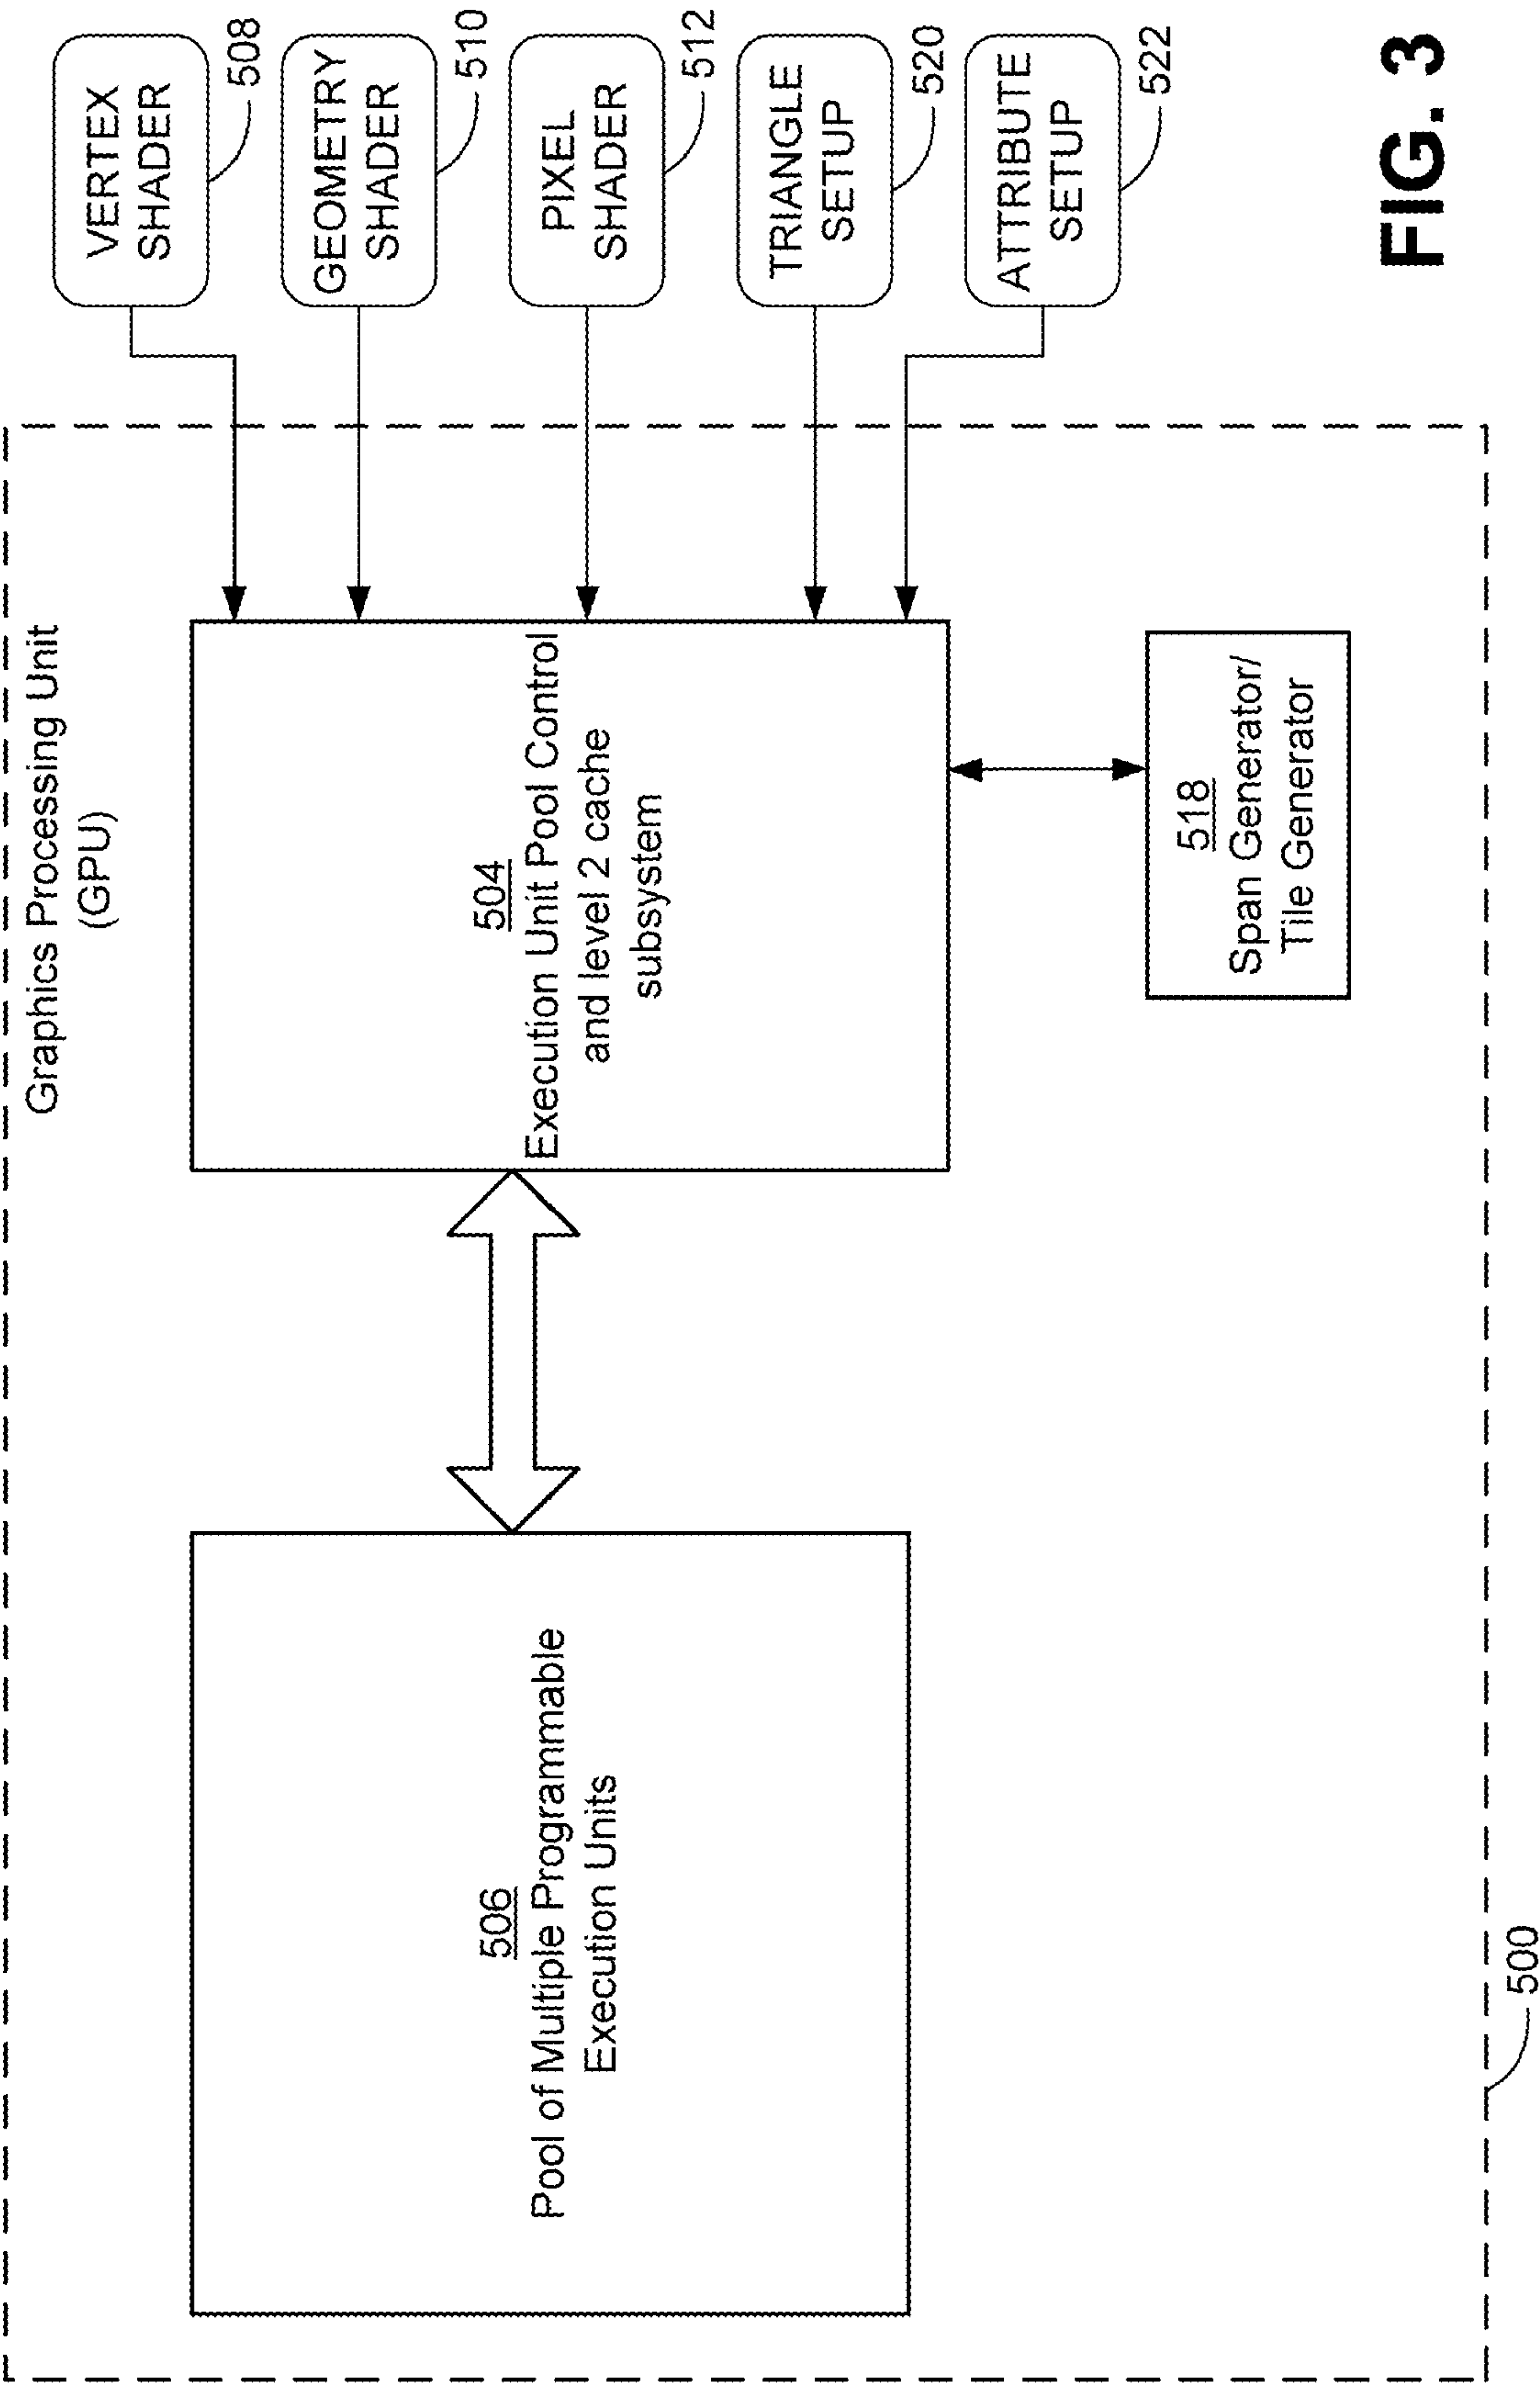 Graphics Processing Unit
(GPU)
506
Pool of Multiple Programmable
Execution Units
504
Execution Unit Pool Control
and level 2 cache
subsystem
518
Span Generator/
Tile Generator
VERTEX
SHADER
508
GEOMETRY
SHADER
510
PIXEL
SHADER
512
TRIANGLE
SETUP
520
ATTRIBUTE
SETUP
522
500
FIG. 3